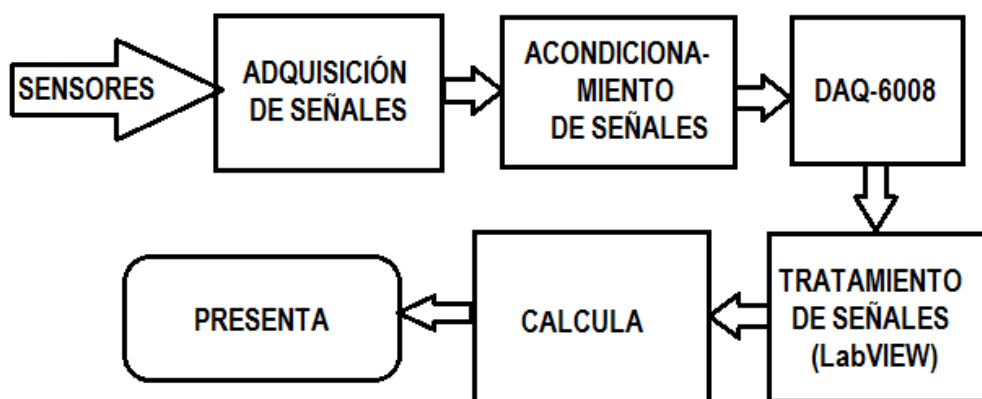 SENSORES
ADQUISICIÓN
DE SEÑALES
ACONDICIONA-
MIENTO
DE SEÑALES
DAQ-6008
TRATAMIENTO
DE SEÑALES
(LabVIEW)
CALCULA
PRESENTA